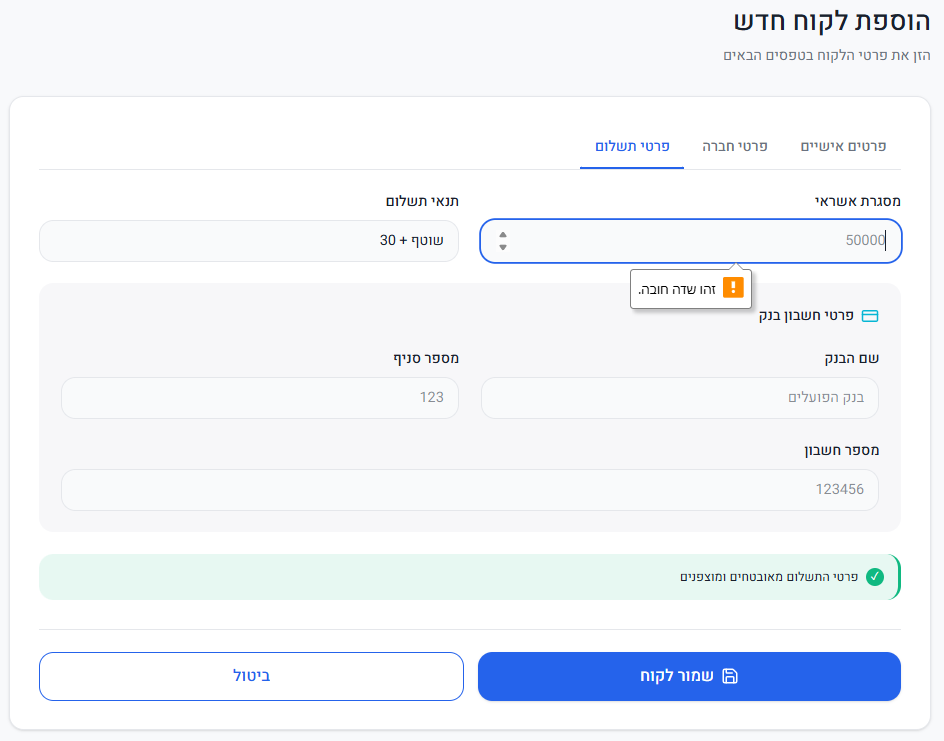 הוספת לקוח חדש
הזן את פרטי הלקוח בטפסים הבאים
פרטים אישיים
פרטי חברה
פרטי תשלום
מסגרת אשראי
תנאי תשלום
50000
שוטף + 30
זהו שדה חובה.
פרטי חשבון בנק
שם הבנק
מספר סניף
בנק הפועלים
123
מספר חשבון
123456
פרטי התשלום מאובטחים ומוצפנים
שמור לקוח
ביטול